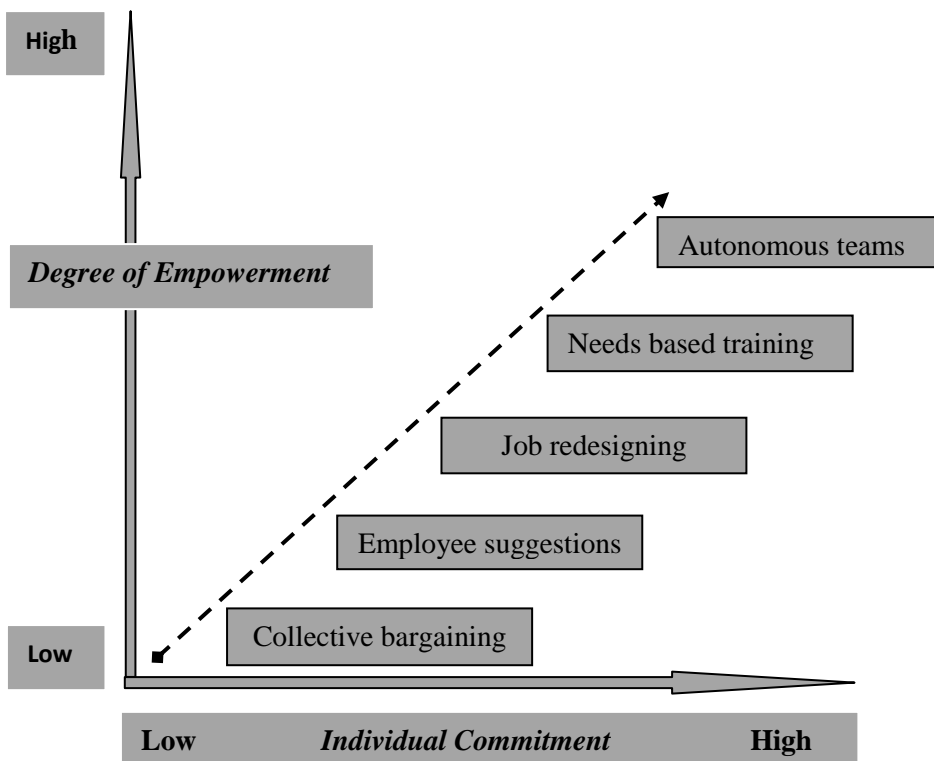 High
Degree of Empowerment
Autonomous teams
Needs based training
Job redesigning
Employee suggestions
Collective bargaining
Low
Low Individual Commitment High